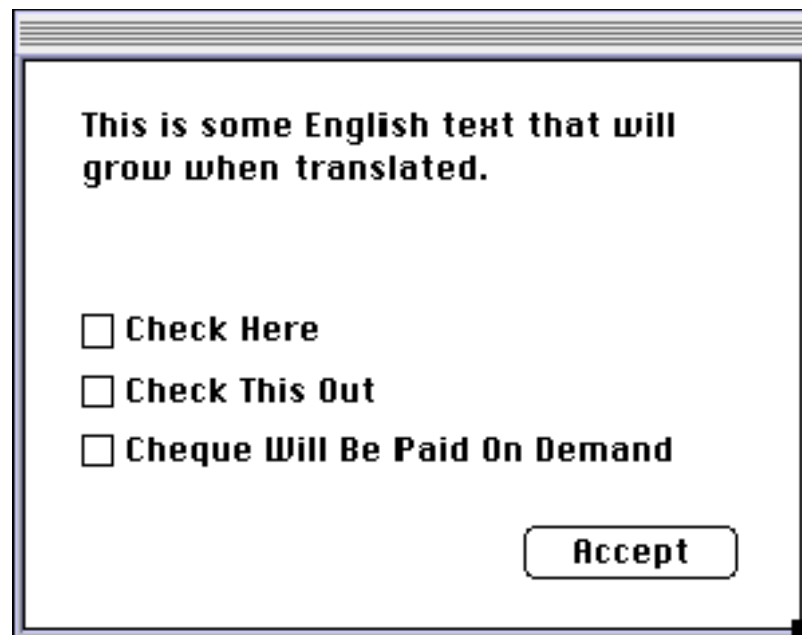 This is some English text that will
grow when translated.
Check Here
Check This Out
Cheque Will Be Paid On Demand
Accept